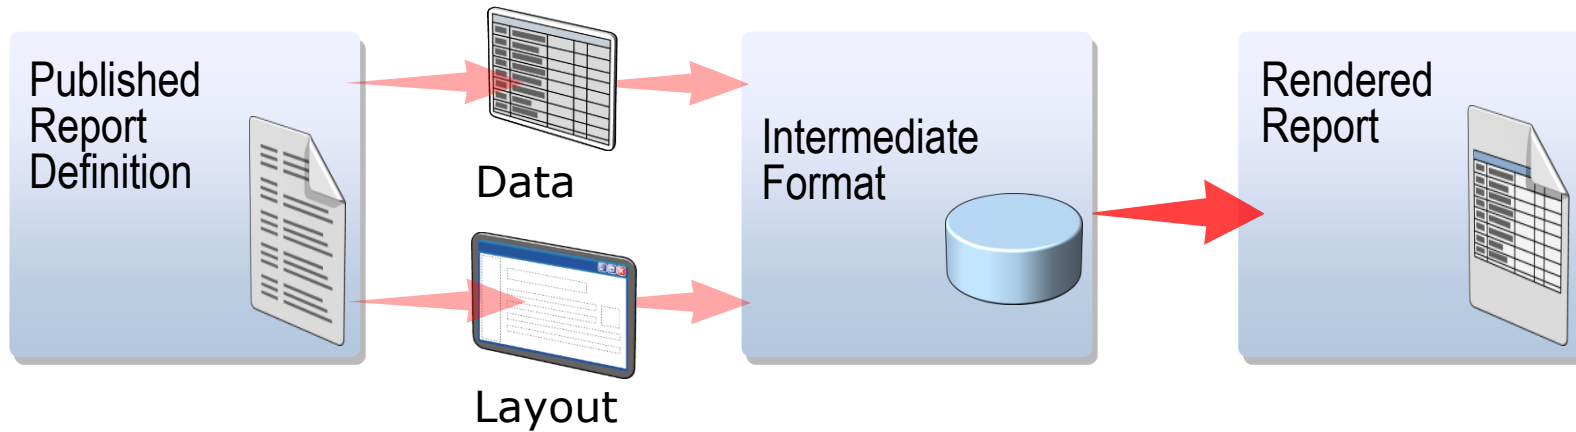 Published
Report
Definition
Data
Layout
Intermediate
Format
Rendered
Report